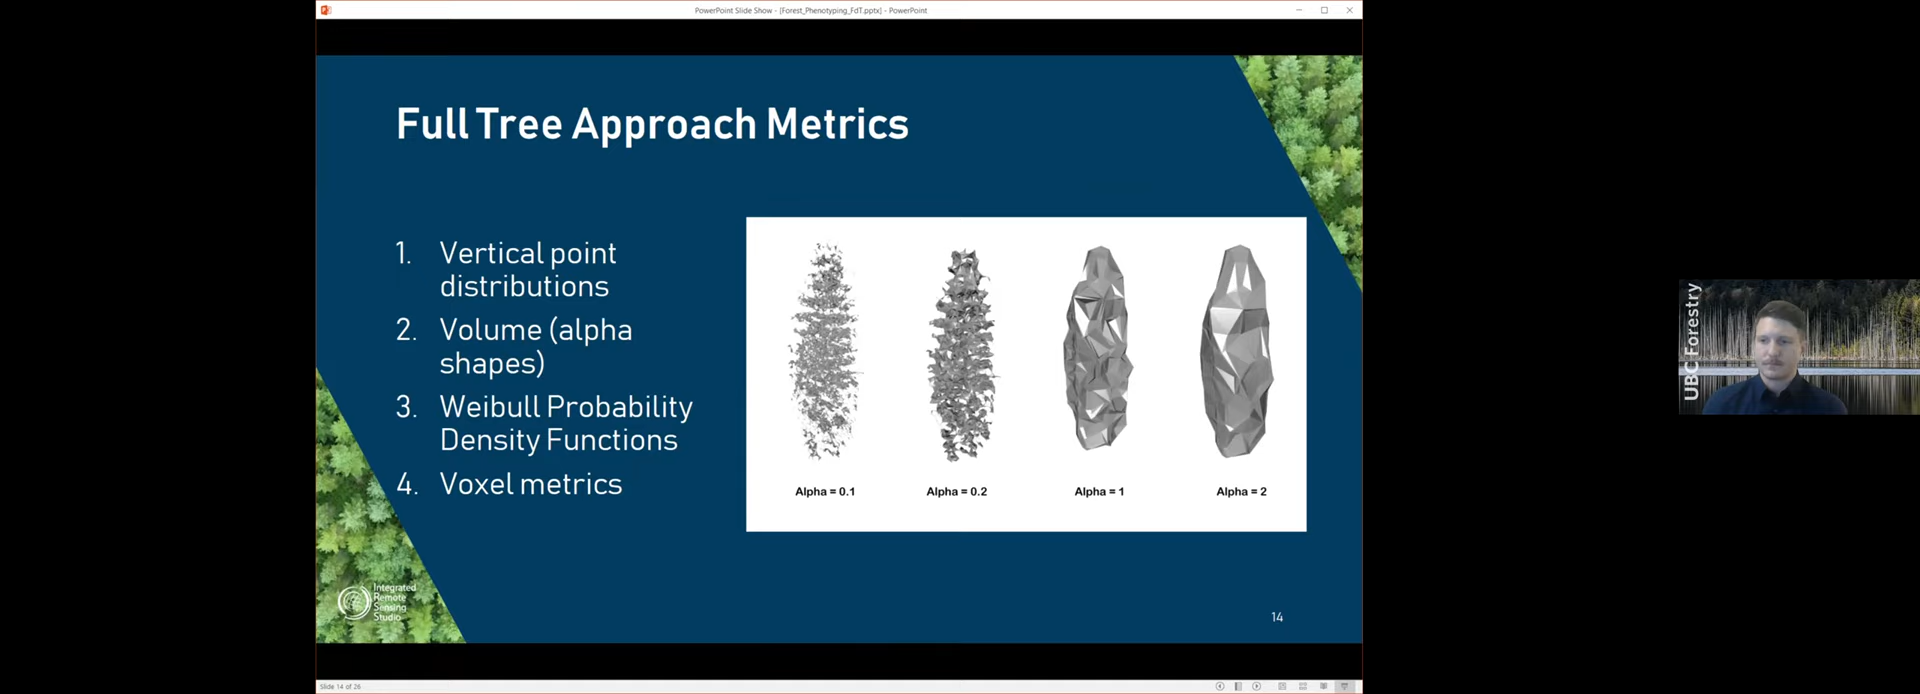 PowerPoint Slide Show - [Forest_Phenotyping_FdT.pptx] - PowerPoint
Full Tree Approach Metrics
1. Vertical point
distributions
2. Volume (alpha
shapes)
3. Weibull Probability
Density Functions
4. Voxel metrics
Alpha = 0.1
Alpha = 0.2
Alpha = 1
Alpha = 2
Integrated
Remote
Sensing
Studio
14
Slide 14 of 26
UBC Forestry